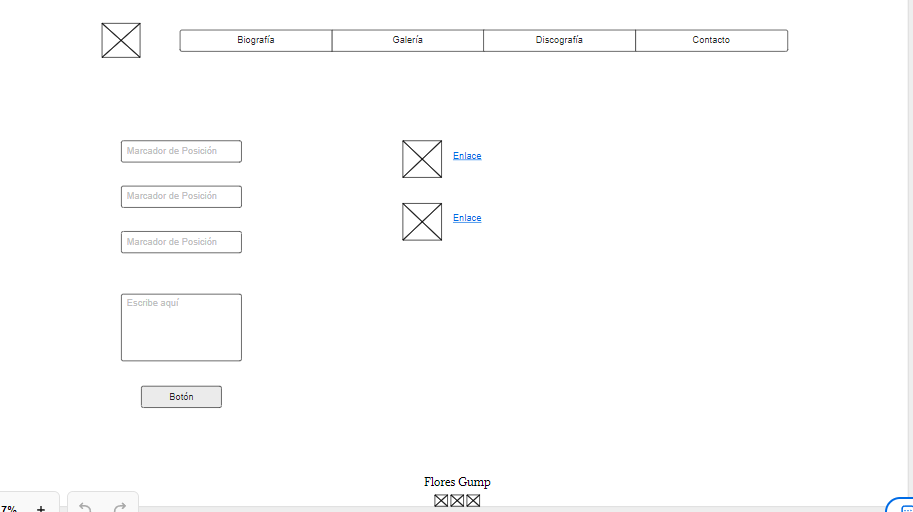 Biografía Galería Discografía Contacto
Marcador de Posición
Enlace
Marcador de Posición
Enlace
Marcador de Posición
Escribe aquí
Botón
Flores Gump
7% +